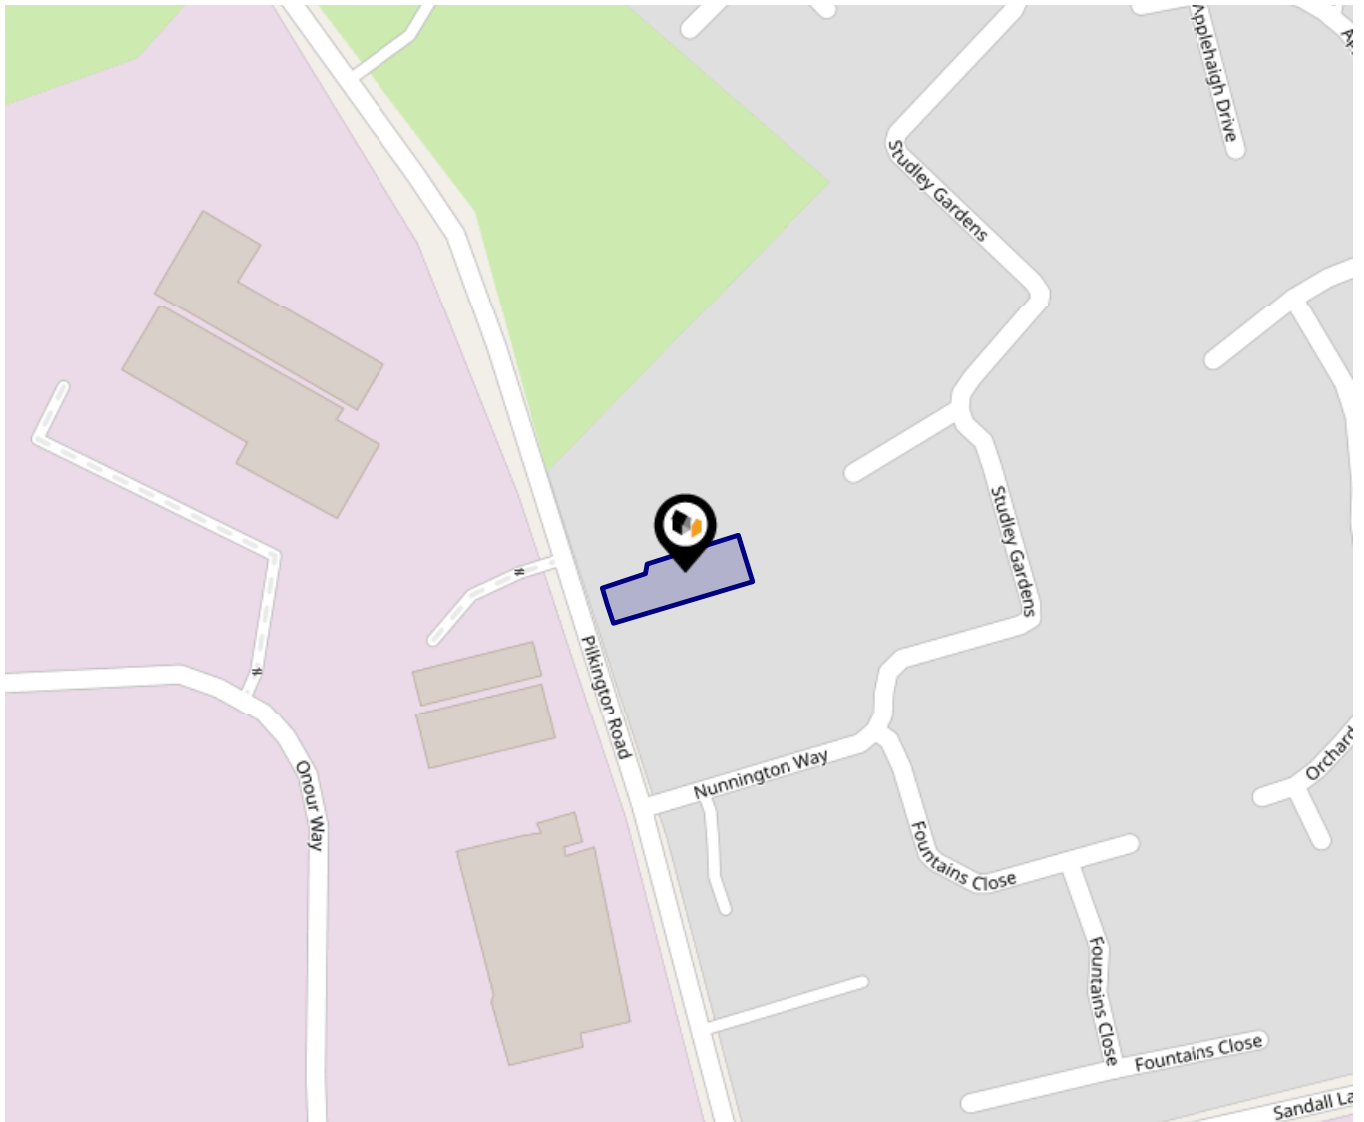 Applehaigh Drive
Ap
Studley Gardens
Studley Gardens
Pilkington Road
Nunnington Way
Onour Way
Orchard
Fountains Close
Fountains Close
Fountains Close
Sandall La